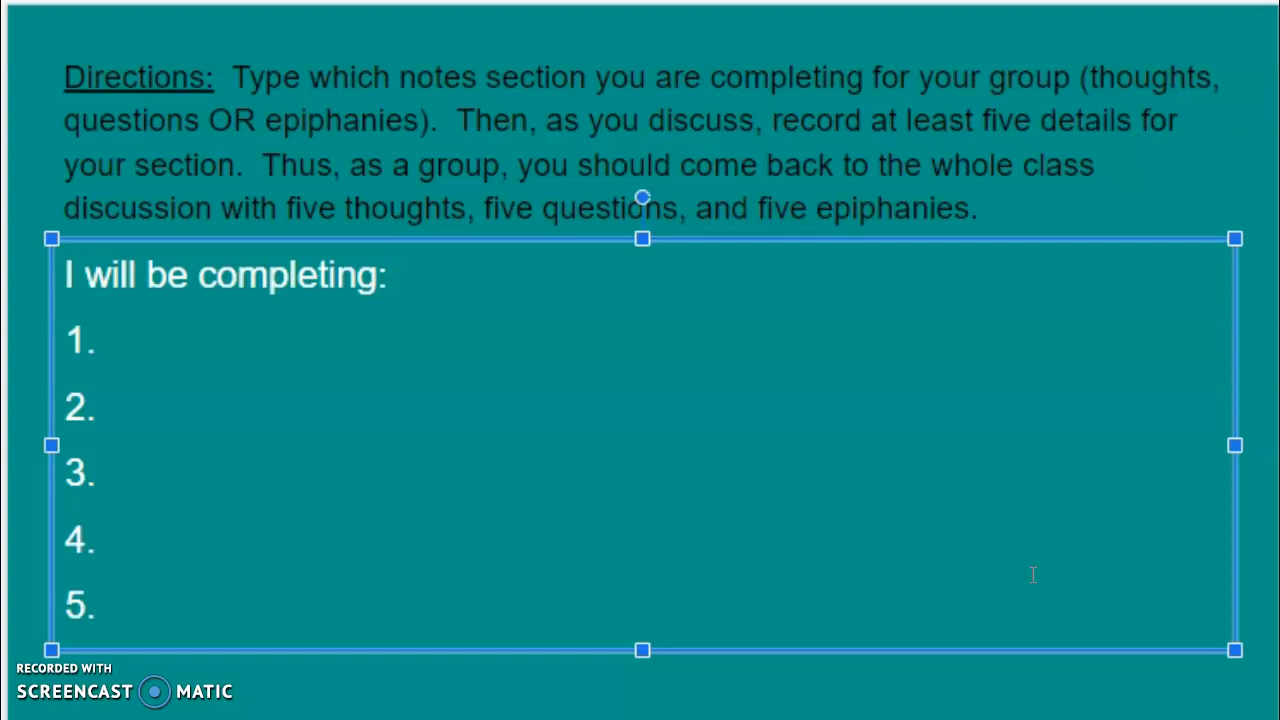 Directions:  Type which notes section you are completing for your group (thoughts,
questions OR epiphanies).  Then, as you discuss, record at least five details for
your section.  Thus, as a group, you should come back to the whole class
discussion with five thoughts, five questions, and five epiphanies.
I will be completing:
1.
2.
3.
4.
5.
RECORDED WITH
SCREENCAST MATIC